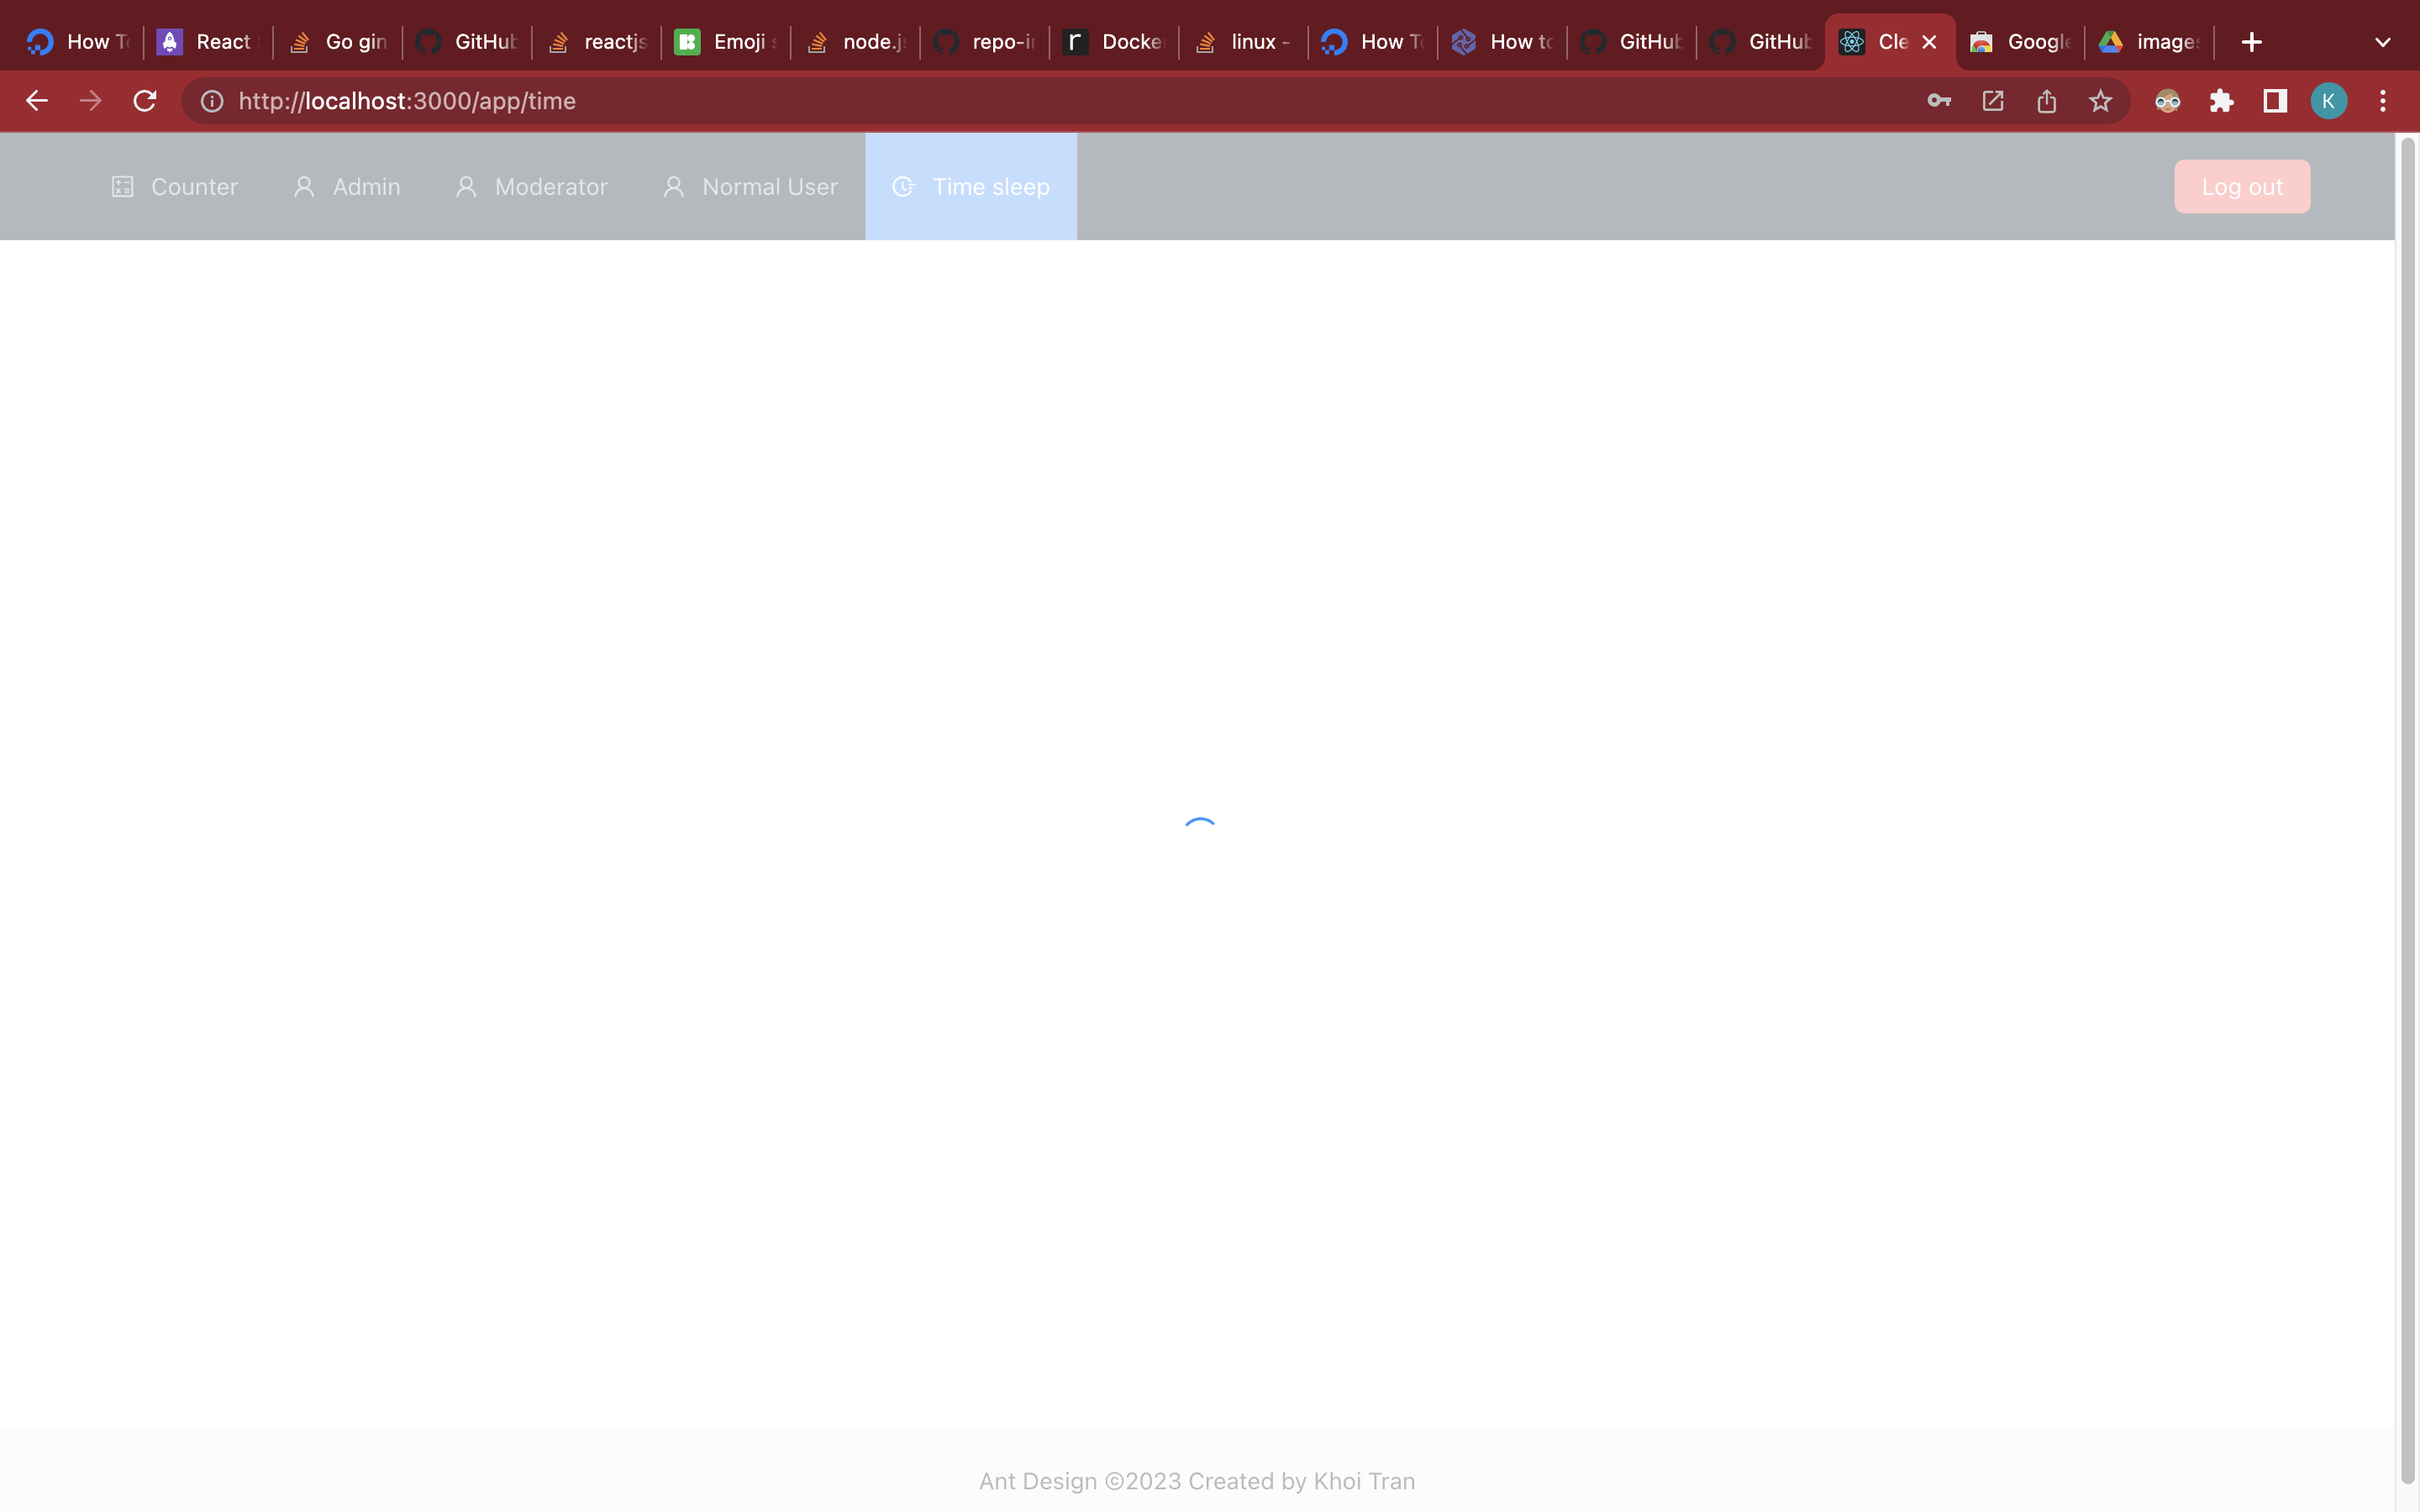 How React Go gin GitHub reactjs Emoji node.js Docke linux - How How to GitHub GitHub Cle Google images
http://localhost:3000/app/time K
Counter Admin Moderator Normal User Time sleep Log out
Ant Design ©2023 Created by Khoi Tran